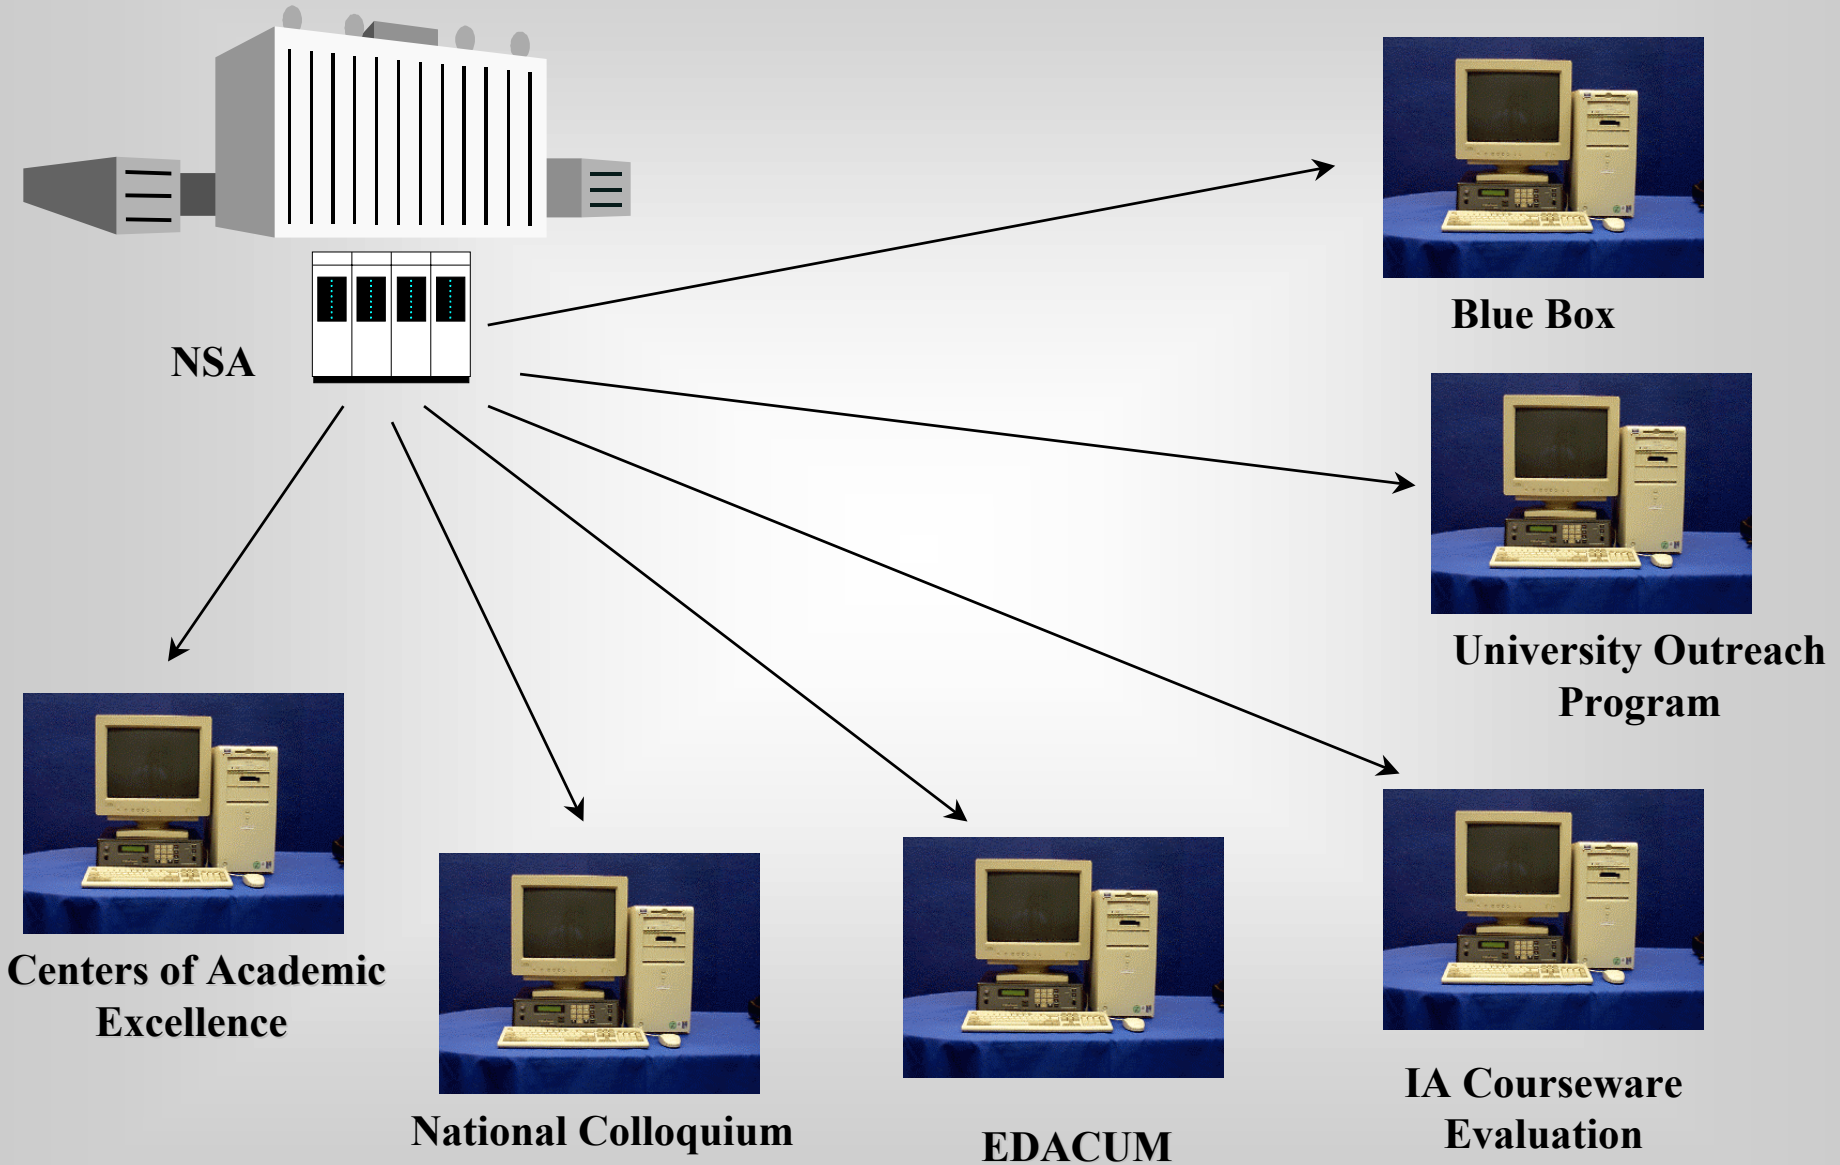 NSA
Blue Box
University Outreach
Program
Centers of Academic
Excellence
National Colloquium
EDACUM
IA Courseware
Evaluation